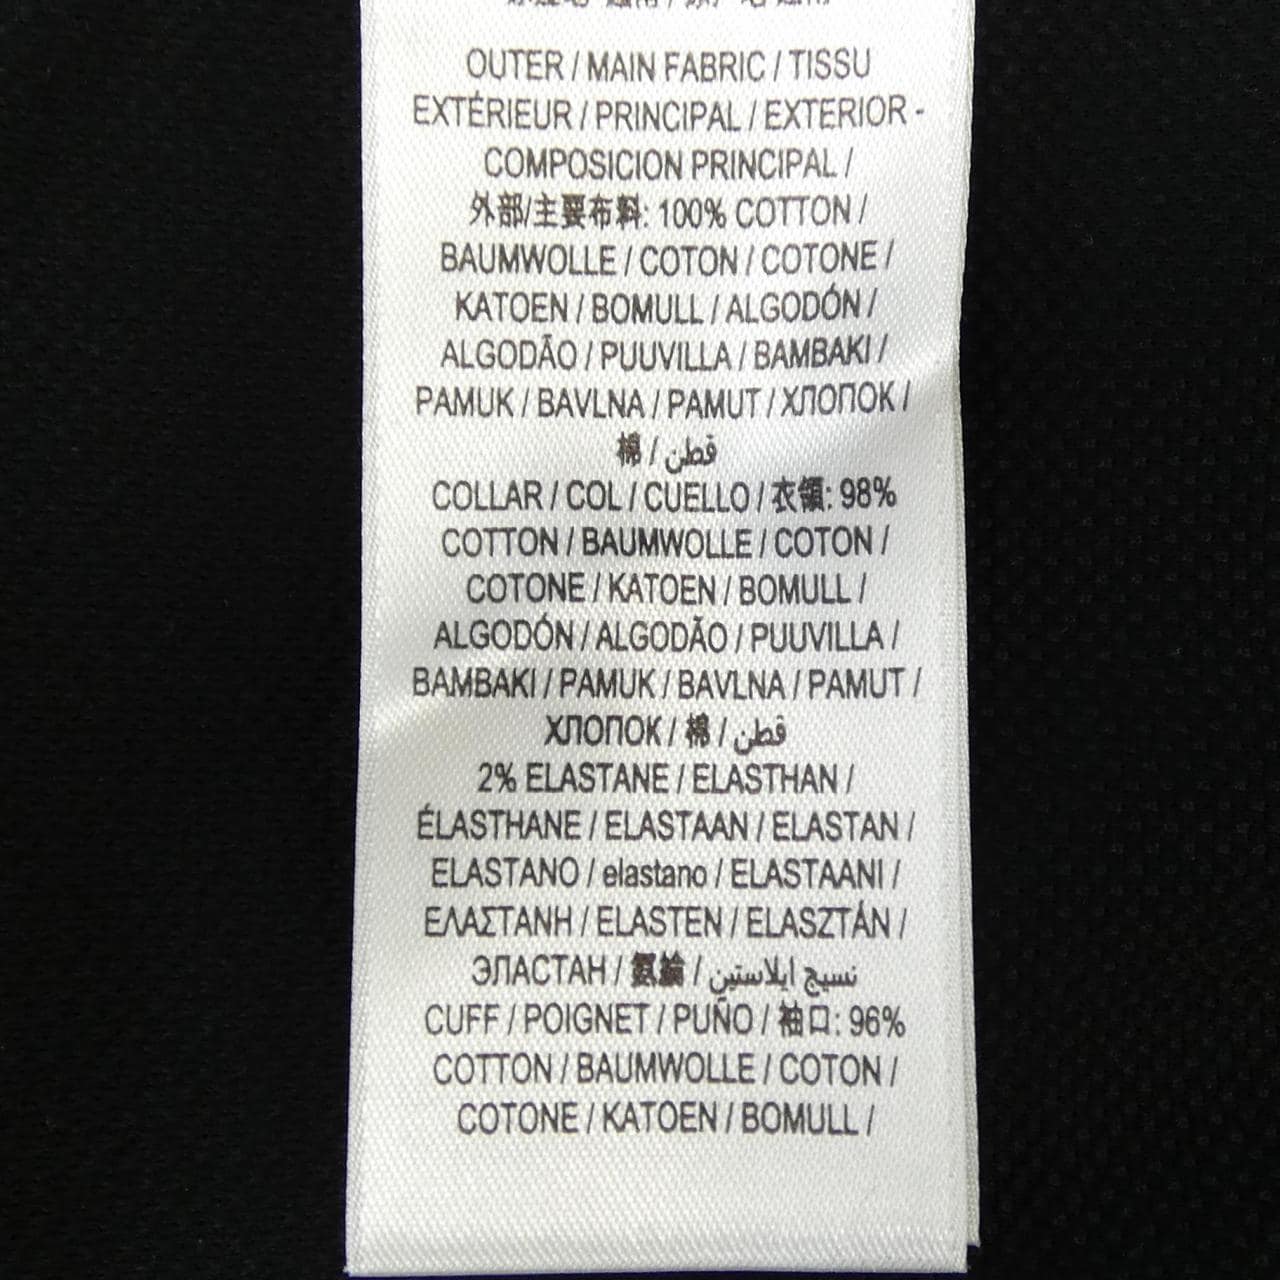 OUTER / MAIN FABRIC / TISSU
EXTÉRIEUR / PRINCIPAL / EXTERIOR -
COMPOSICION PRINCIPAL /
外部/主要布料: 100% COTTON /
BAUMWOLLE / COTON / COTONE /
KATOEN / BOMULL / ALGODÓN /
ALGODÃO / PUUVILLA / BAMBAKI /
PAMUK / BAVLNA / PAMUT / ХЛОПОК /
棉 / قطن
COLLAR / COL / CUELLO / 衣領: 98%
COTTON / BAUMWOLLE / COTON /
COTONE / KATOEN / BOMULL /
ALGODÓN / ALGODÃO / PUUVILLA /
BAMBAKI / PAMUK / BAVLNA / PAMUT /
ХЛОПОК / 棉 / قطن
2% ELASTANE / ELASTHAN /
ÉLASTHANE / ELASTAAN / ELASTAN /
ELASTANO / elastano / ELASTAANI /
ΕΛΑΣΤΑΝΗ / ELASTEN / ELASZTÁN /
ЭЛАСТАН / 氨綸 / نسيج ايلاستين
CUFF / POIGNET / PUÑO / 袖口: 96%
COTTON / BAUMWOLLE / COTON /
COTONE / KATOEN / BOMULL /